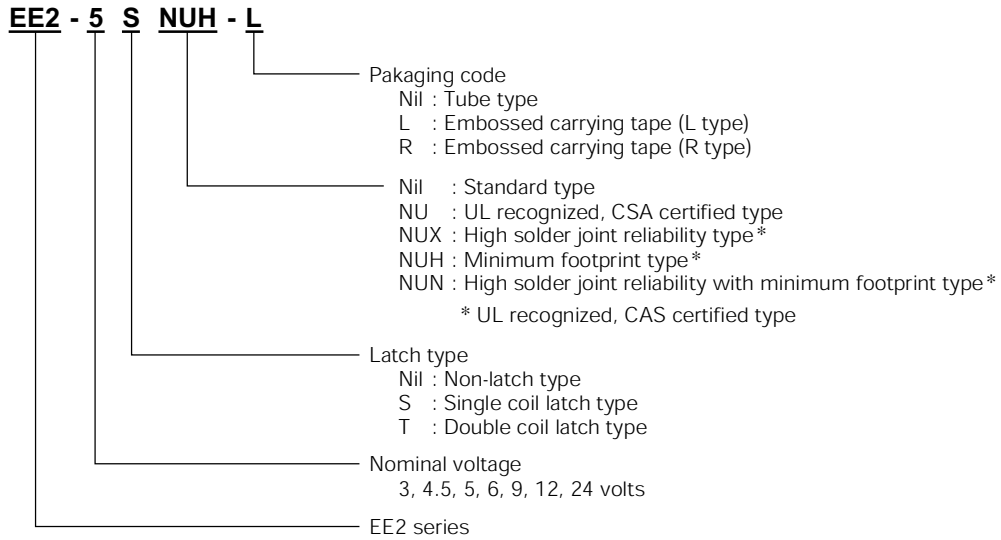 EE2 - 5 S NUH - L
Pakaging code
Nil : Tube type
L : Embossed carrying tape (L type)
R : Embossed carrying tape (R type)
Nil : Standard type
NU : UL recognized, CSA certified type
NUX : High solder joint reliability type*
NUH : Minimum footprint type*
NUN : High solder joint reliability with minimum footprint type*
* UL recognized, CAS certified type
Latch type
Nil : Non-latch type
S : Single coil latch type
T : Double coil latch type
Nominal voltage
3, 4.5, 5, 6, 9, 12, 24 volts
EE2 series